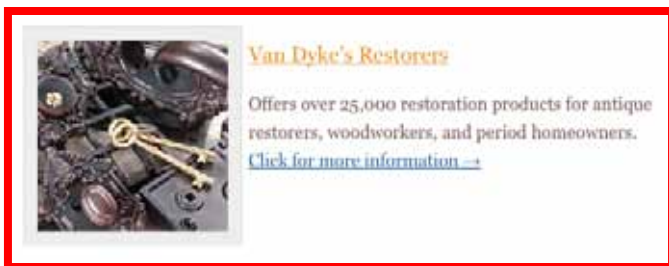 Van Dyke's Restorers
Offers over 25,000 restoration products for antique
restorers, woodworkers, and period homeowners.
Click for more information →